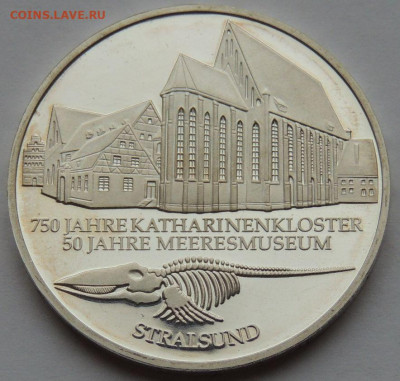 COINS.LAVE.RU
750 JAHRE KATHARINENKLOSTER
50 JAHRE MEERESMUSEUM
STRALSUND